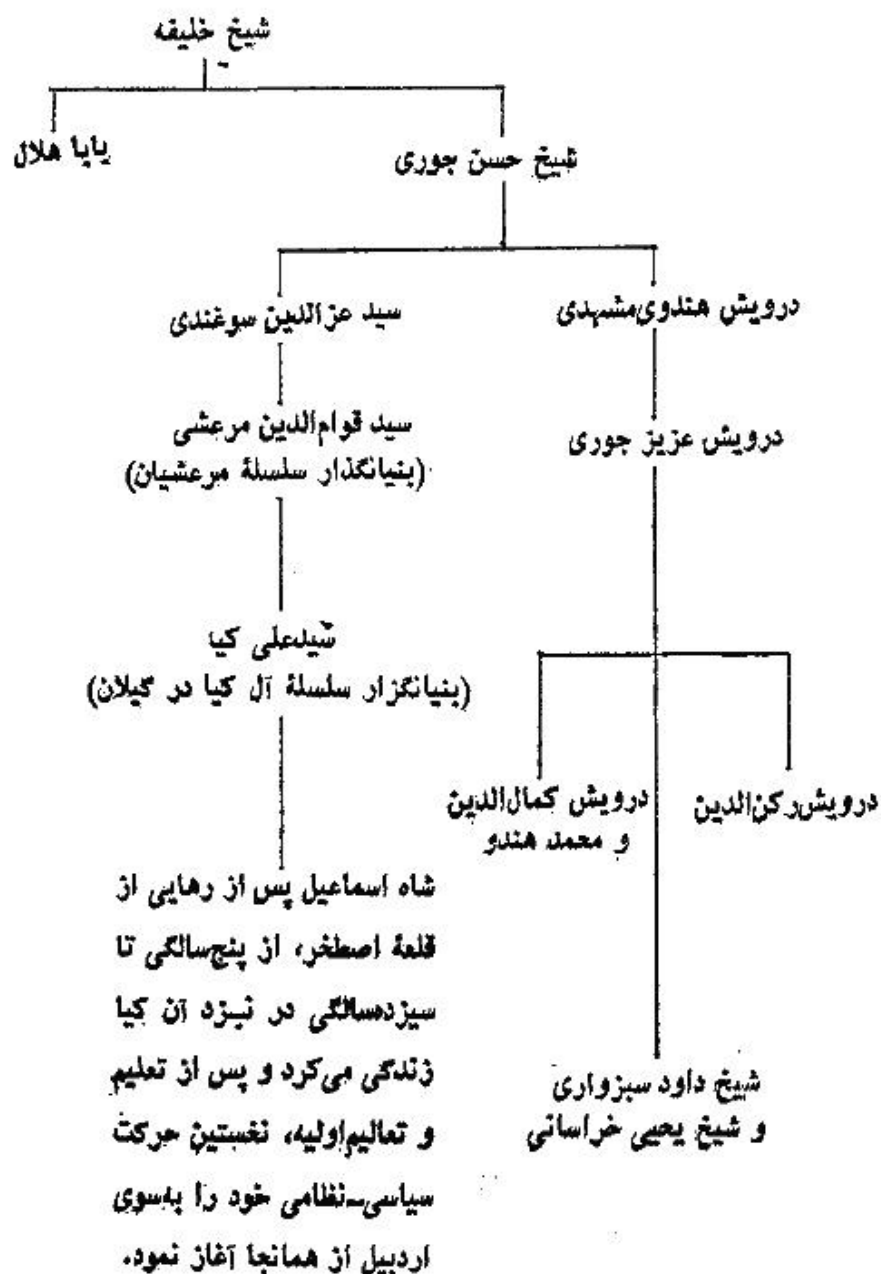 شیخ خلیفه
شیخ حسن جوری
بابا هلال
درویش هندوی‌مشهدی
سید عزالدین سوغندی
درویش عزیز جوری
سید قوام‌الدین مرعشی
(بنیانگذار سلسلهٔ مرعشیان)
سیدعلی کیا
(بنیانگزار سلسلهٔ آل کیا در گیلان)
درویش‌رکن‌الدین
درویش کمال‌الدین
و محمد هندو
شیخ داود سبزواری
و شیخ یحیی خراسانی
شاه اسماعیل پس از رهایی از
قلعهٔ اصطخر، از پنج‌سالگی تا
سیزده‌سالگی در نیزد آن کیا
زندگی می‌کرد و پس از تعلیم
و تعالیم‌اولیه، نخستین حرکت
سیاسی‌ـ‌نظامی خود را به‌سوی
اردبیل از همانجا آغاز نمود.